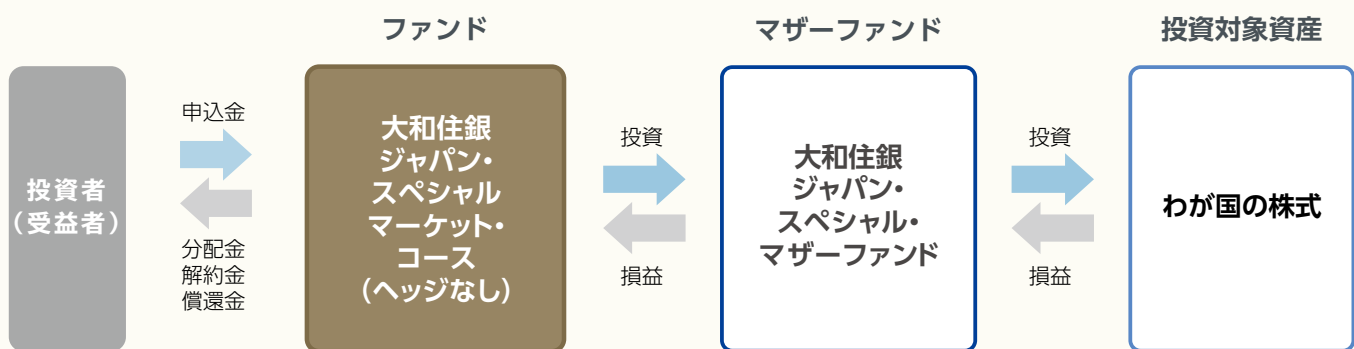 ファンド
マザーファンド
投資対象資産
投資者
（受益者）
申込金
分配金
解約金
償還金
大和住銀
ジャパン・
スペシャル
マーケット・
コース
（ヘッジなし）
投資
損益
大和住銀
ジャパン・
スペシャル・
マザーファンド
投資
損益
わが国の株式